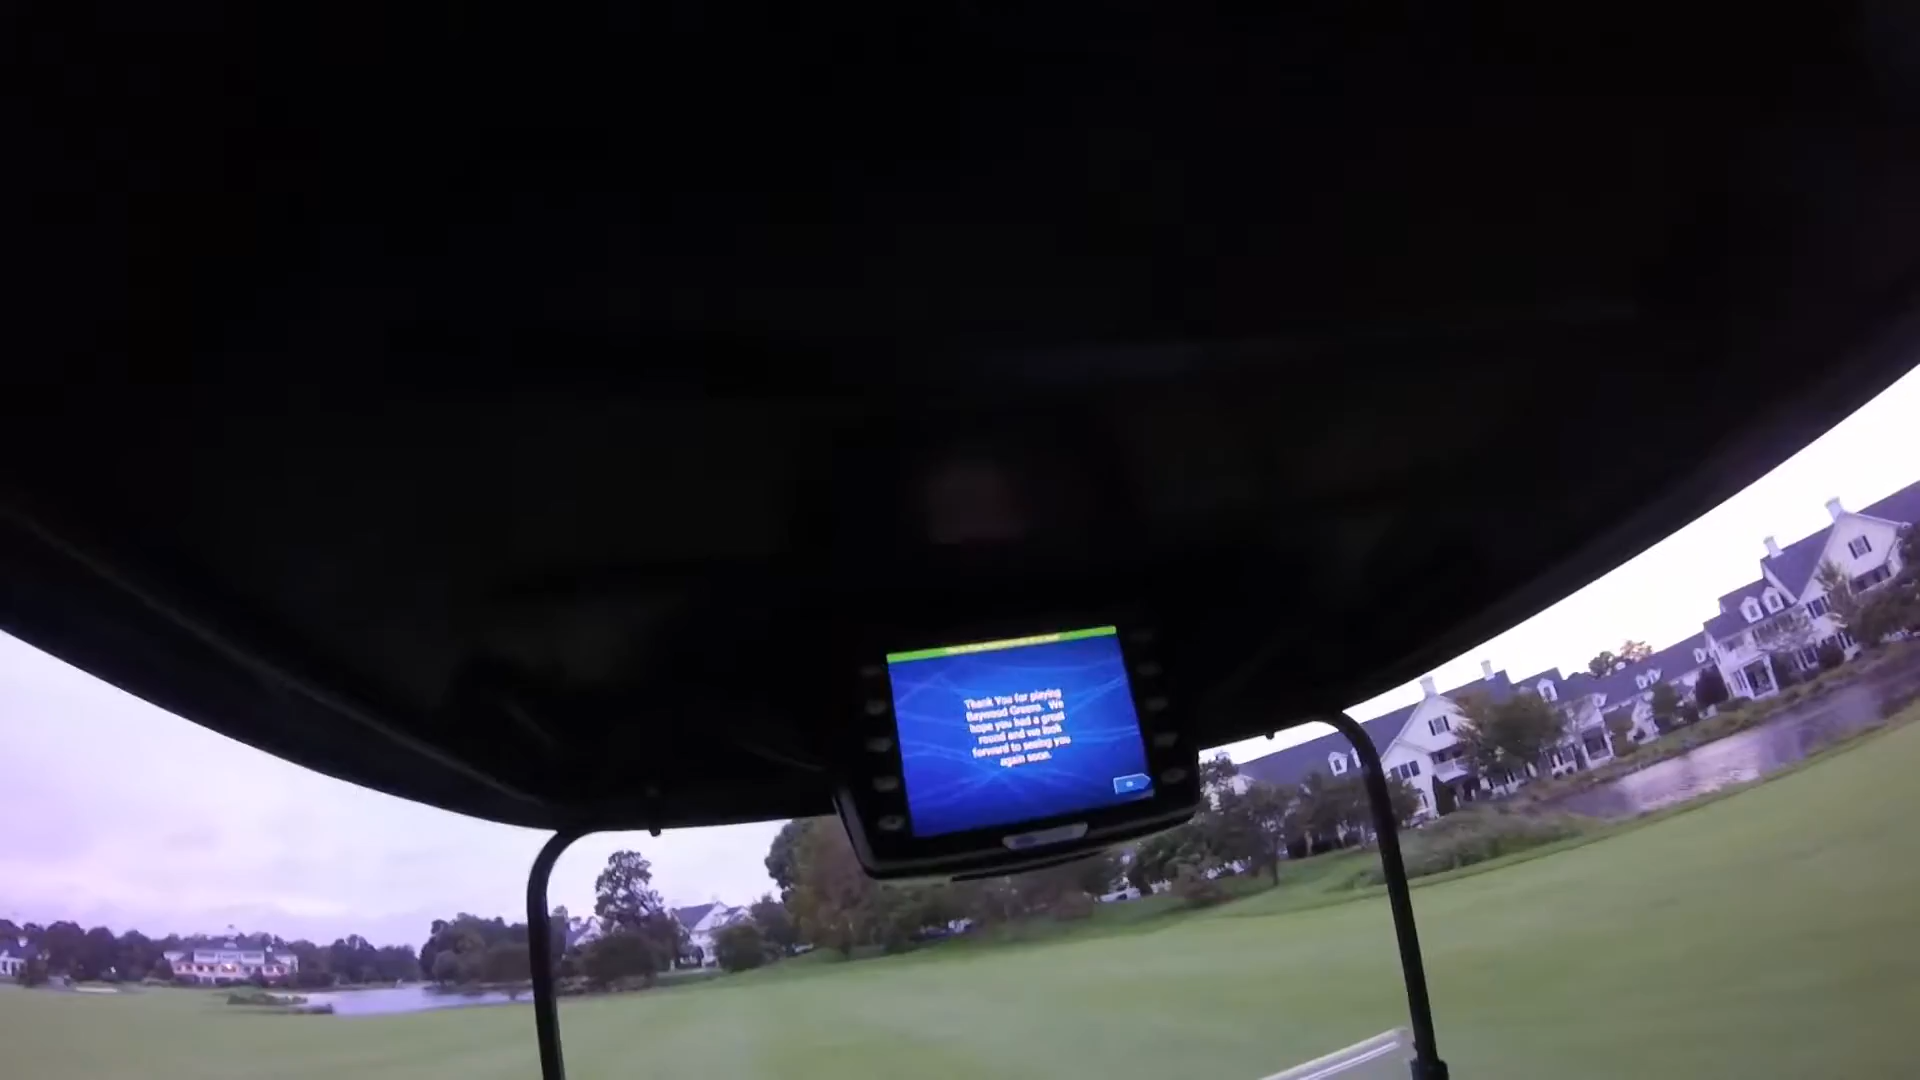 Thank You for playing
Baywood Greens. We
hope you had a great
round and we look
forward to seeing you
again soon.